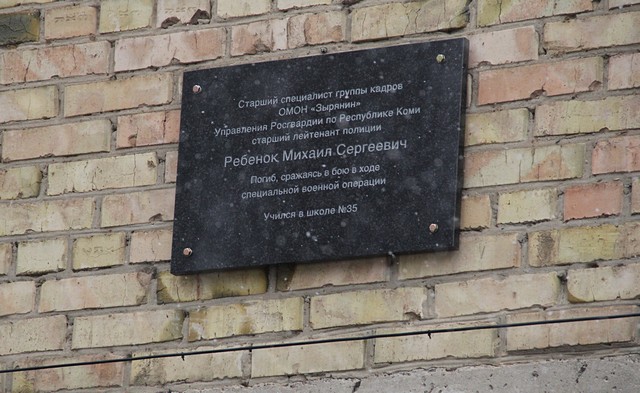 Старший специалист группы кадров
ОМОН «Зырянин»
Управления Росгвардии по Республике Коми
старший лейтенант полиции
Ребенок Михаил Сергеевич
Погиб, сражаясь в бою в ходе
специальной военной операции
Учился в школе №35